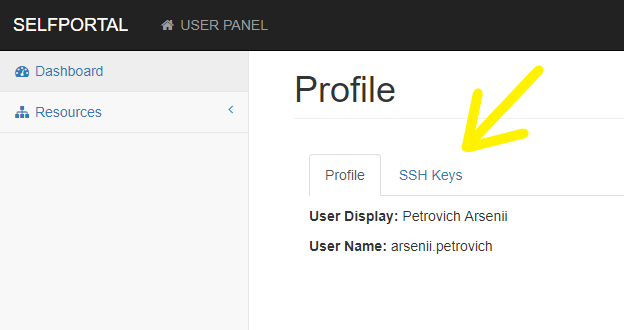 SELFPORTAL USER PANEL
Dashboard
Resources
Profile
Profile SSH Keys
User Display: Petrovich Arsenii
User Name: arsenii.petrovich